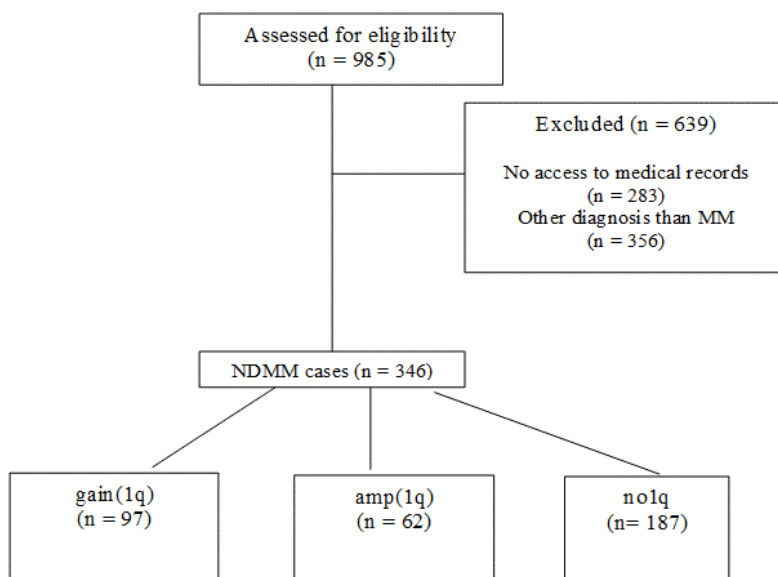 Assessed for eligibility
(n = 985)
Excluded (n = 639)
No access to medical records
(n = 283)
Other diagnosis than MM
(n = 356)
NDMM cases (n = 346)
gain(1q)
(n = 97)
amp(1q)
(n = 62)
no1q
(n= 187)